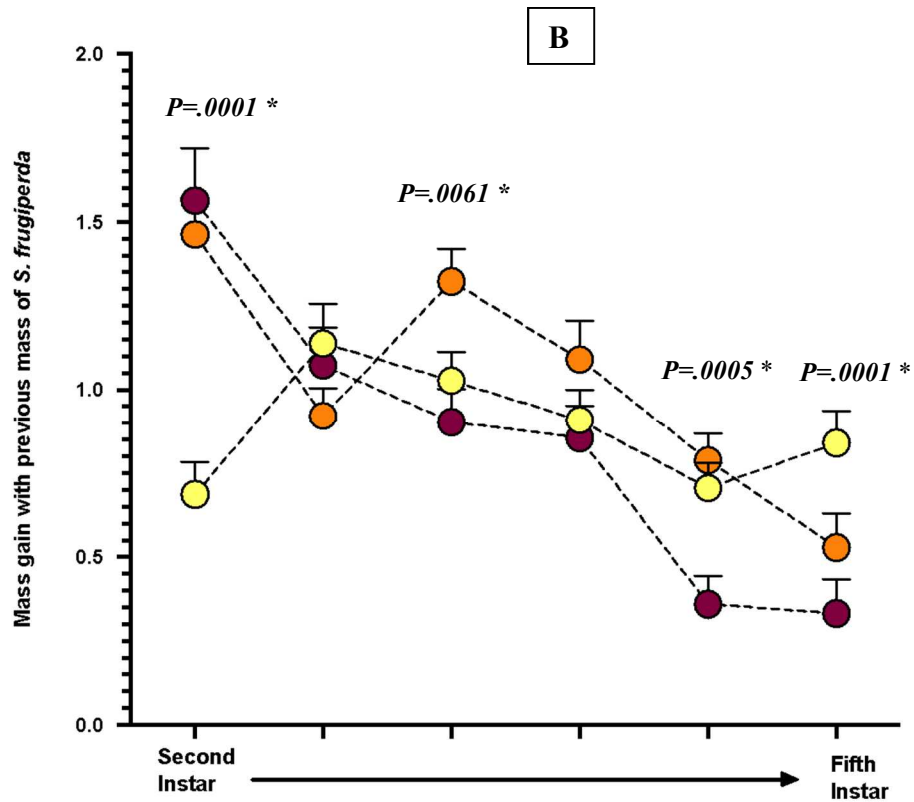 B
2.0
P=.0001 *
P=.0061 *
1.5
1.0
P=.0005 *
P=.0001 *
0.5
0.0
Mass gain with previous mass of S. frugiperda
Second
Instar
Fifth
Instar